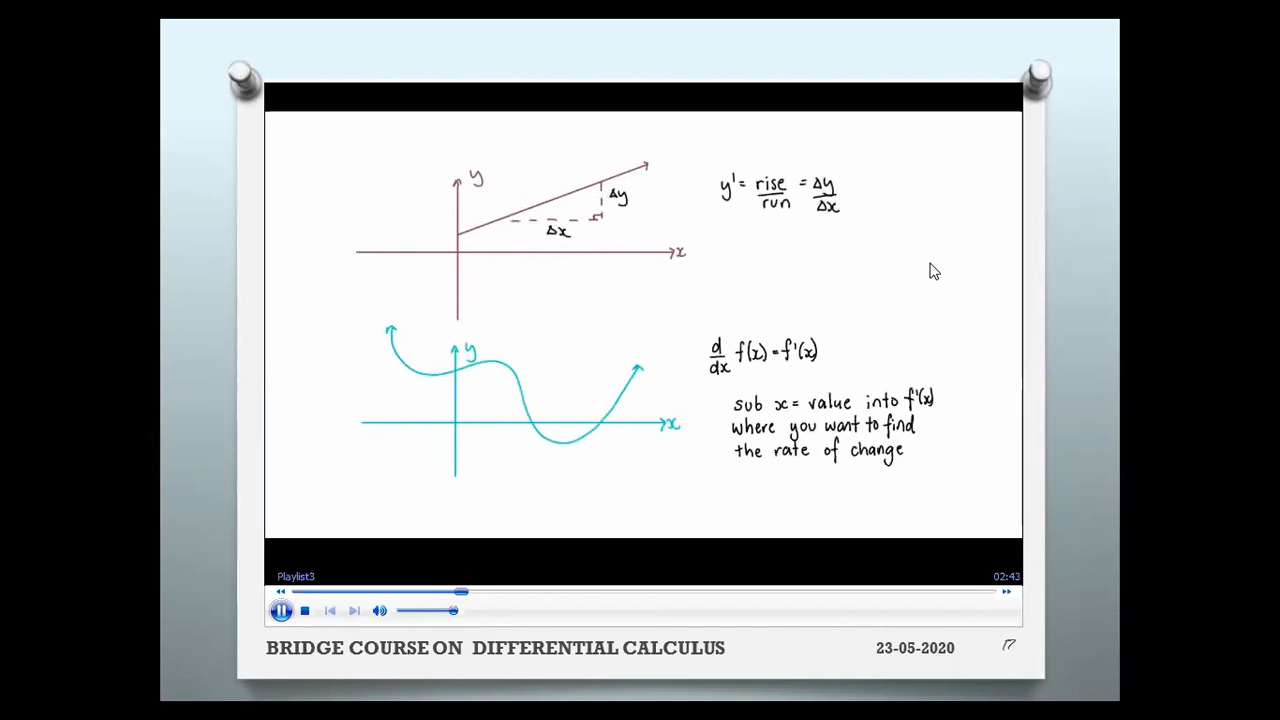 y
Δy
Δx
x
y' = rise/run = Δy/Δx
y
x
d/dx f(x) = f'(x)
sub x = value into f'(x)
where you want to find
the rate of change
Playlist3
02:43
BRIDGE COURSE ON DIFFERENTIAL CALCULUS
23-05-2020
17